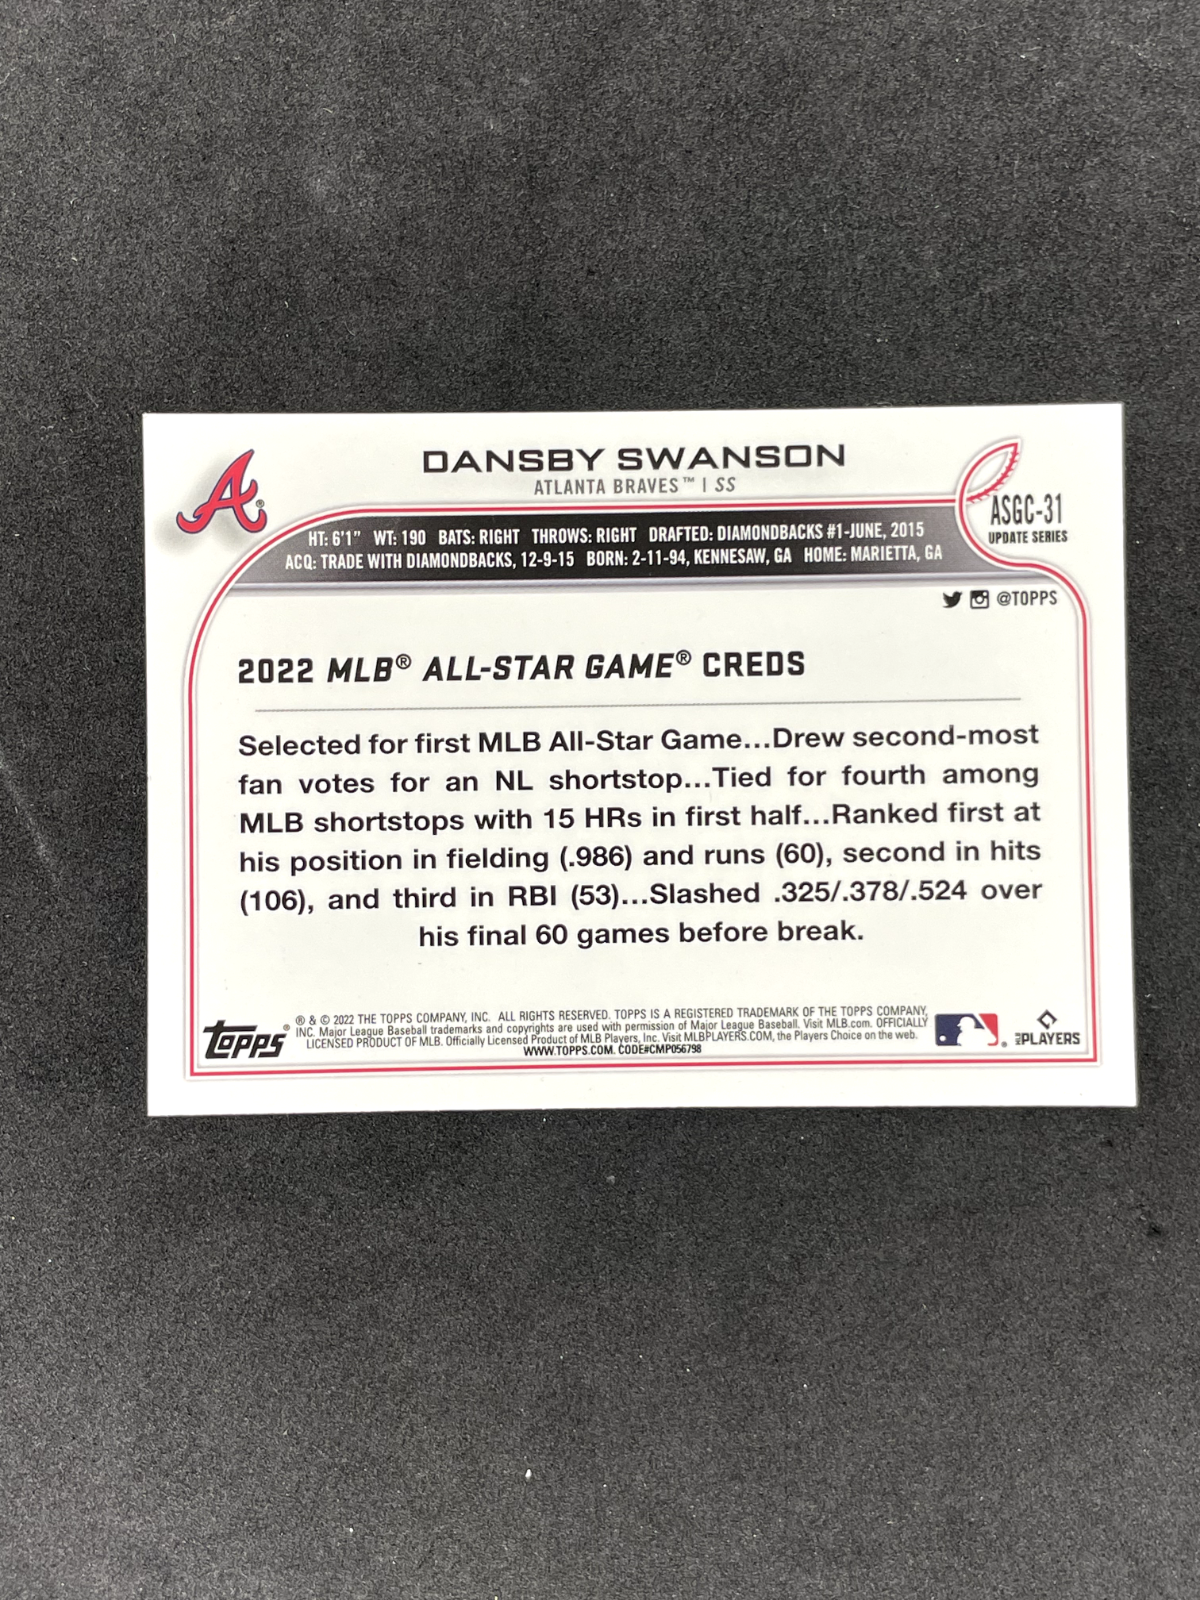 DANSBY SWANSON
ATLANTA BRAVES™ | SS
ASGC-31
UPDATE SERIES
HT: 6'1" WT: 190 BATS: RIGHT THROWS: RIGHT DRAFTED: DIAMONDBACKS #1-JUNE, 2015
ACQ: TRADE WITH DIAMONDBACKS, 12-9-15 BORN: 2-11-94, KENNESAW, GA HOME: MARIETTA, GA
@TOPPS
2022 MLB® ALL-STAR GAME® CREDS
Selected for first MLB All-Star Game...Drew second-most
fan votes for an NL shortstop...Tied for fourth among
MLB shortstops with 15 HRs in first half...Ranked first at
his position in fielding (.986) and runs (60), second in hits
(106), and third in RBI (53)...Slashed .325/.378/.524 over
his final 60 games before break.
Topps®
® & © 2022 THE TOPPS COMPANY, INC. ALL RIGHTS RESERVED. TOPPS IS A REGISTERED TRADEMARK OF THE TOPPS COMPANY,
INC. Major League Baseball trademarks and copyrights are used with permission of Major League Baseball. Visit MLB.com. OFFICIALLY
LICENSED PRODUCT OF MLB. Officially Licensed Product of MLB Players, Inc. Visit MLBPLAYERS.COM, the Players Choice on the web.
WWW.TOPPS.COM. CODE#CMP056798
MLB PLAYERS